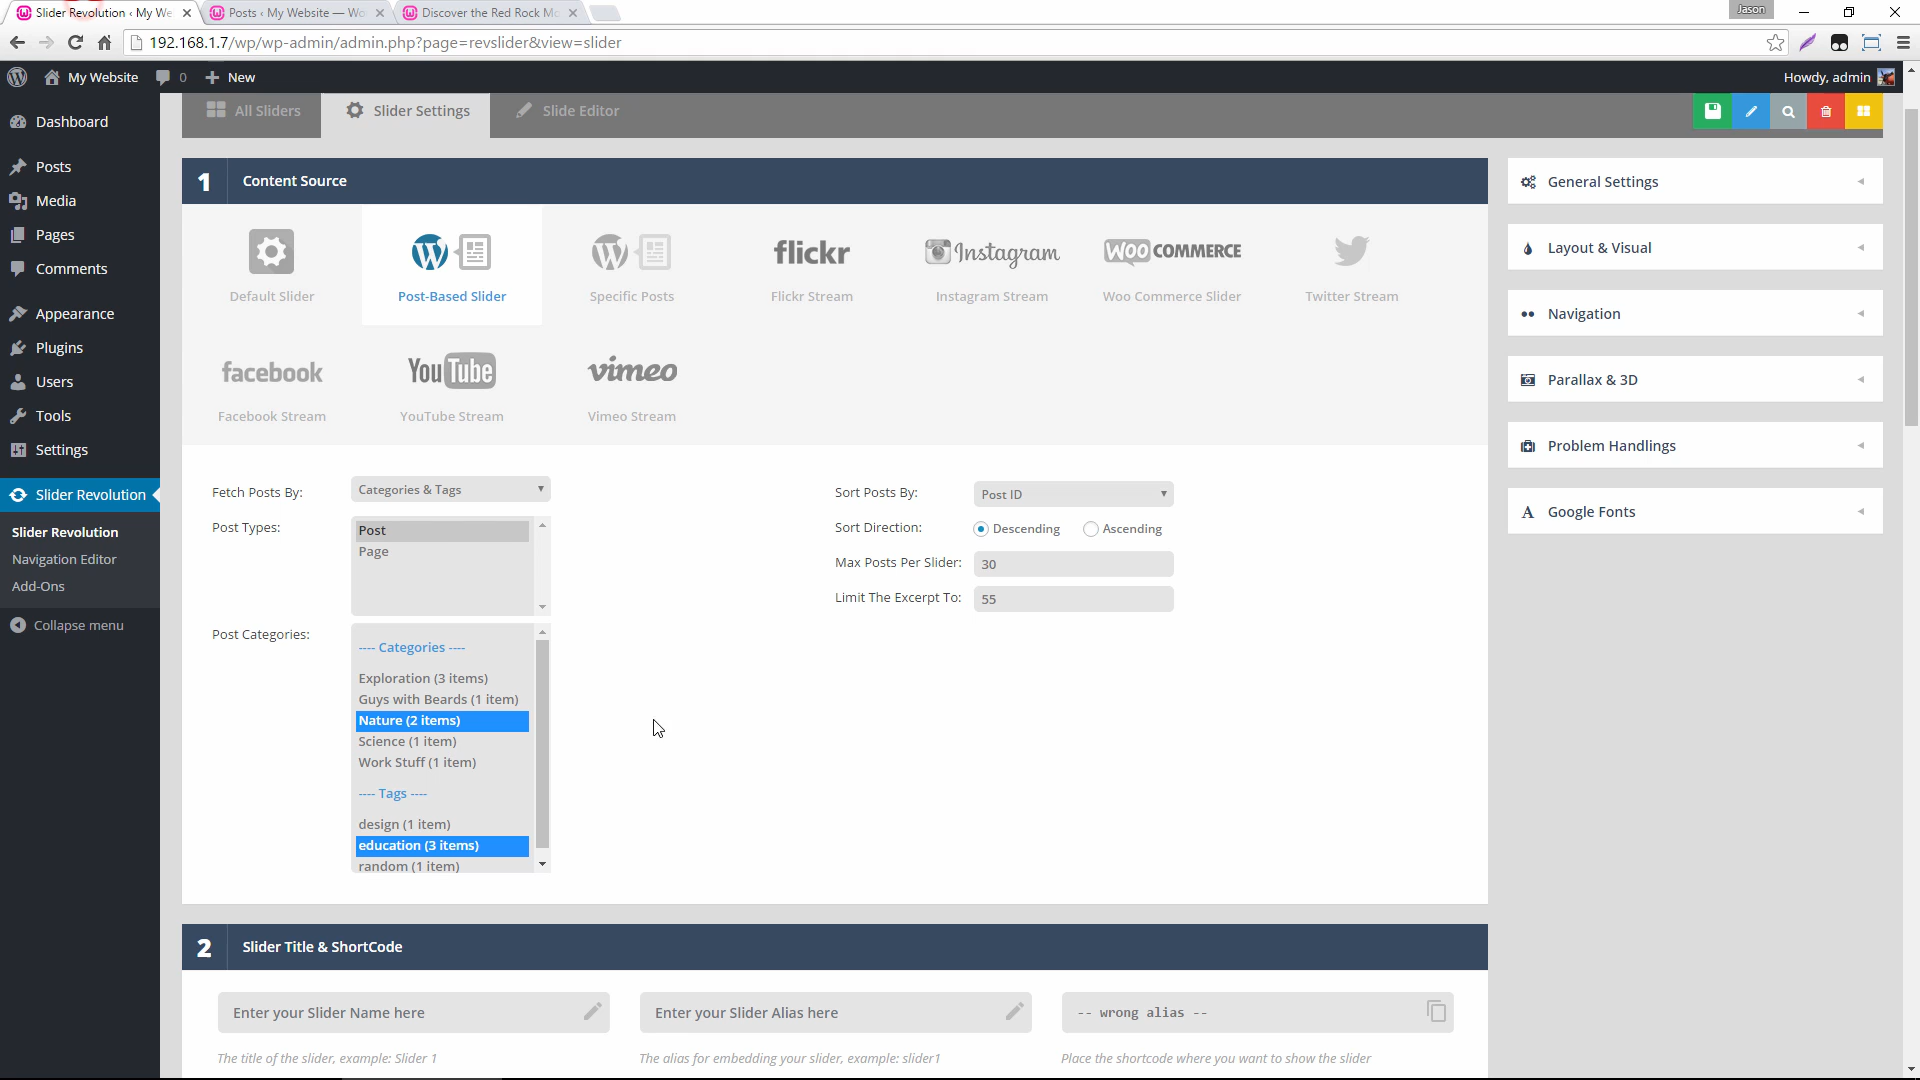 Slider Revolution ‹ My We
Posts ‹ My Website — Wo
Discover the Red Rock Mo
Jason
192.168.1.7/wp/wp-admin/admin.php?page=revslider&view=slider
My Website
0
New
Howdy, admin
Dashboard
Posts
Media
Pages
Comments
Appearance
Plugins
Users
Tools
Settings
Slider Revolution
Slider Revolution
Navigation Editor
Add-Ons
Collapse menu
All Sliders
Slider Settings
Slide Editor
1
Content Source
flickr
Instagram
WOO COMMERCE
Default Slider
Post-Based Slider
Specific Posts
Flickr Stream
Instagram Stream
Woo Commerce Slider
Twitter Stream
facebook
YouTube
vimeo
Facebook Stream
YouTube Stream
Vimeo Stream
Fetch Posts By:
Categories & Tags
Post Types:
Post
Page
Post Categories:
---- Categories ----
Exploration (3 items)
Guys with Beards (1 item)
Nature (2 items)
Science (1 item)
Work Stuff (1 item)
---- Tags ----
design (1 item)
education (3 items)
random (1 item)
Sort Posts By:
Post ID
Sort Direction:
Descending
Ascending
Max Posts Per Slider:
30
Limit The Excerpt To:
55
General Settings
Layout & Visual
Navigation
Parallax & 3D
Problem Handlings
Google Fonts
2
Slider Title & ShortCode
Enter your Slider Name here
Enter your Slider Alias here
-- wrong alias --
The title of the slider, example: Slider 1
The alias for embedding your slider, example: slider1
Place the shortcode where you want to show the slider